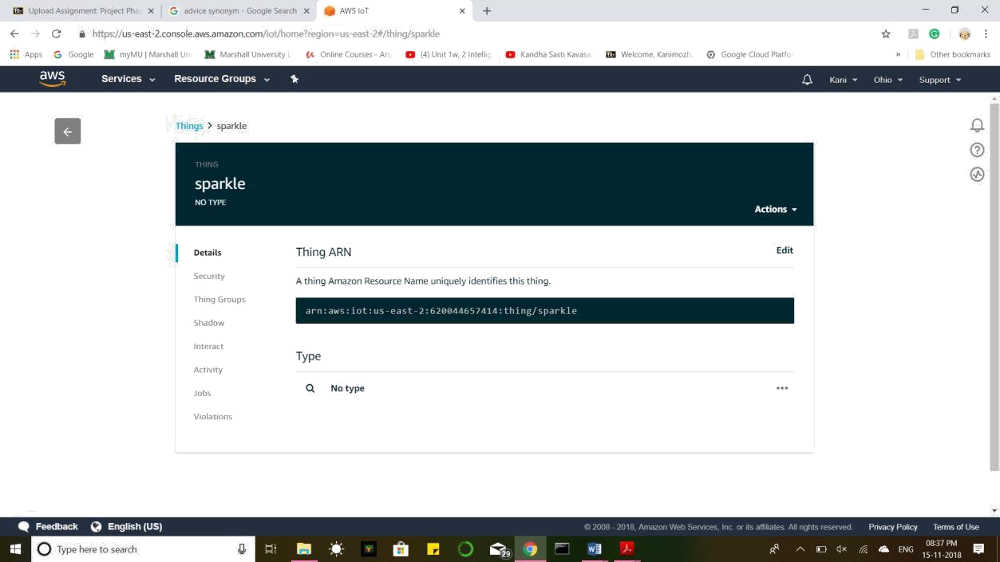 Upload Assignment: Project Phas
advice synonym - Google Search
AWS IoT
https://us-east-2.console.aws.amazon.com/iot/home?region=us-east-2#/thing/sparkle
Apps
Google
myMU | Marshall Uni
Marshall University L
Online Courses - Any
(4) Unit 1w, 2 Intellig
Kandha Sasti Kavasa
Welcome, Kanimozh
Google Cloud Platfo
»
Other bookmarks
aws
Services
Resource Groups
Kani
Ohio
Support
Things > sparkle
THING
sparkle
NO TYPE
Actions
Details
Security
Thing Groups
Shadow
Interact
Activity
Jobs
Violations
Thing ARN
Edit
A thing Amazon Resource Name uniquely identifies this thing.
arn:aws:iot:us-east-2:620044657414:thing/sparkle
Type
No type
Feedback
English (US)
© 2008 - 2018, Amazon Web Services, Inc. or its affiliates. All rights reserved.
Privacy Policy
Terms of Use
Type here to search
29
ENG
08:37 PM
15-11-2018